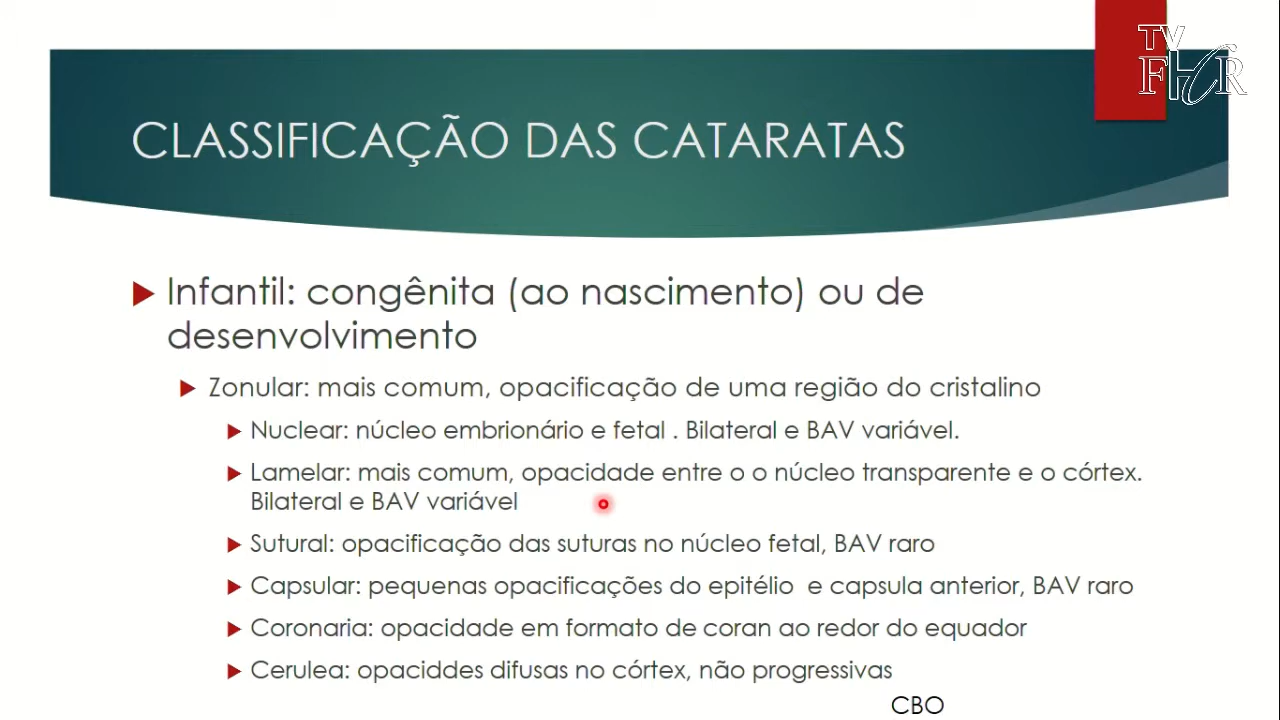 TV
FHCR
CLASSIFICAÇÃO DAS CATARATAS
Infantil: congênita (ao nascimento) ou de
desenvolvimento
Zonular: mais comum, opacificação de uma região do cristalino
Nuclear: núcleo embrionário e fetal . Bilateral e BAV variável.
Lamelar: mais comum, opacidade entre o o núcleo transparente e o córtex.
Bilateral e BAV variável
Sutural: opacificação das suturas no núcleo fetal, BAV raro
Capsular: pequenas opacificações do epitélio  e capsula anterior, BAV raro
Coronaria: opacidade em formato de coran ao redor do equador
Cerulea: opaciddes difusas no córtex, não progressivas
CBO